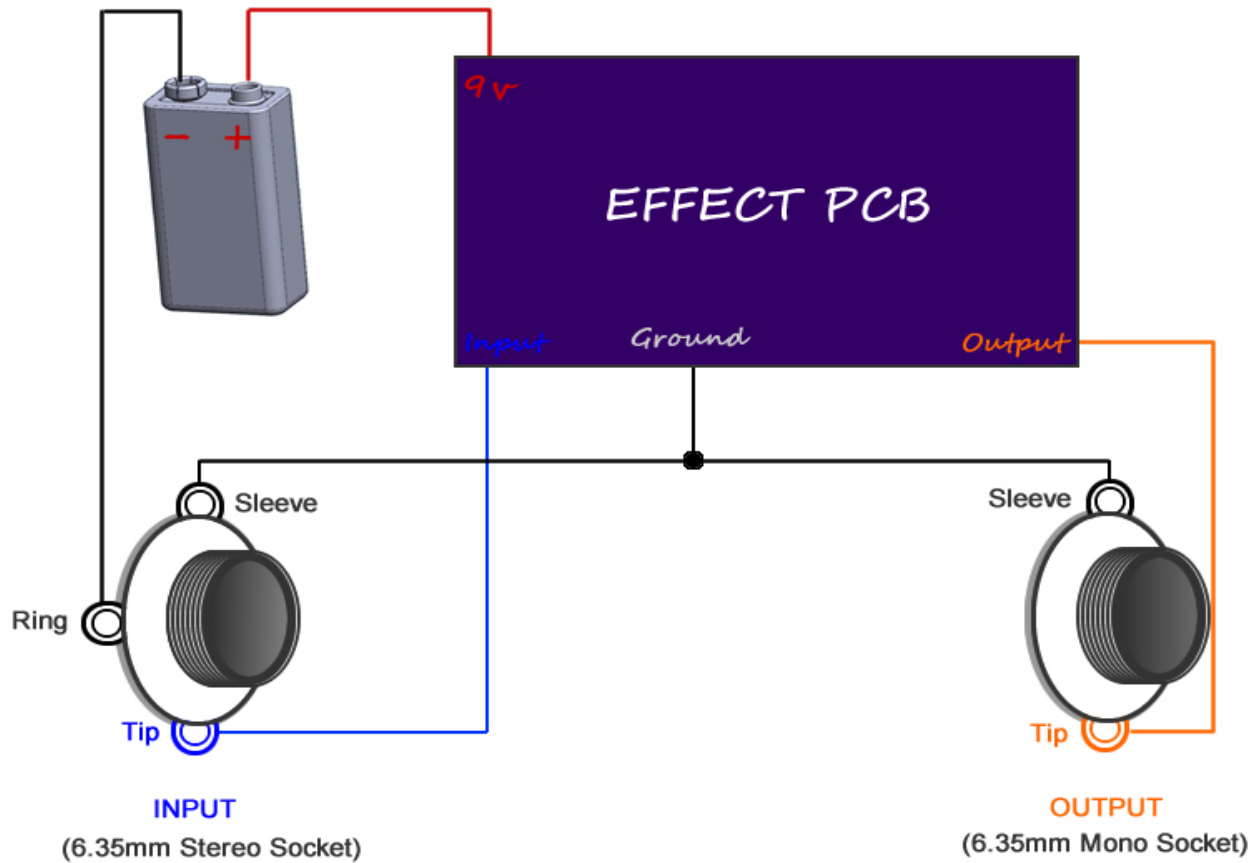 9v
- +
EFFECT PCB
Input
Ground
Output
Sleeve
Sleeve
Ring
Tip
Tip
INPUT
(6.35mm Stereo Socket)
OUTPUT
(6.35mm Mono Socket)